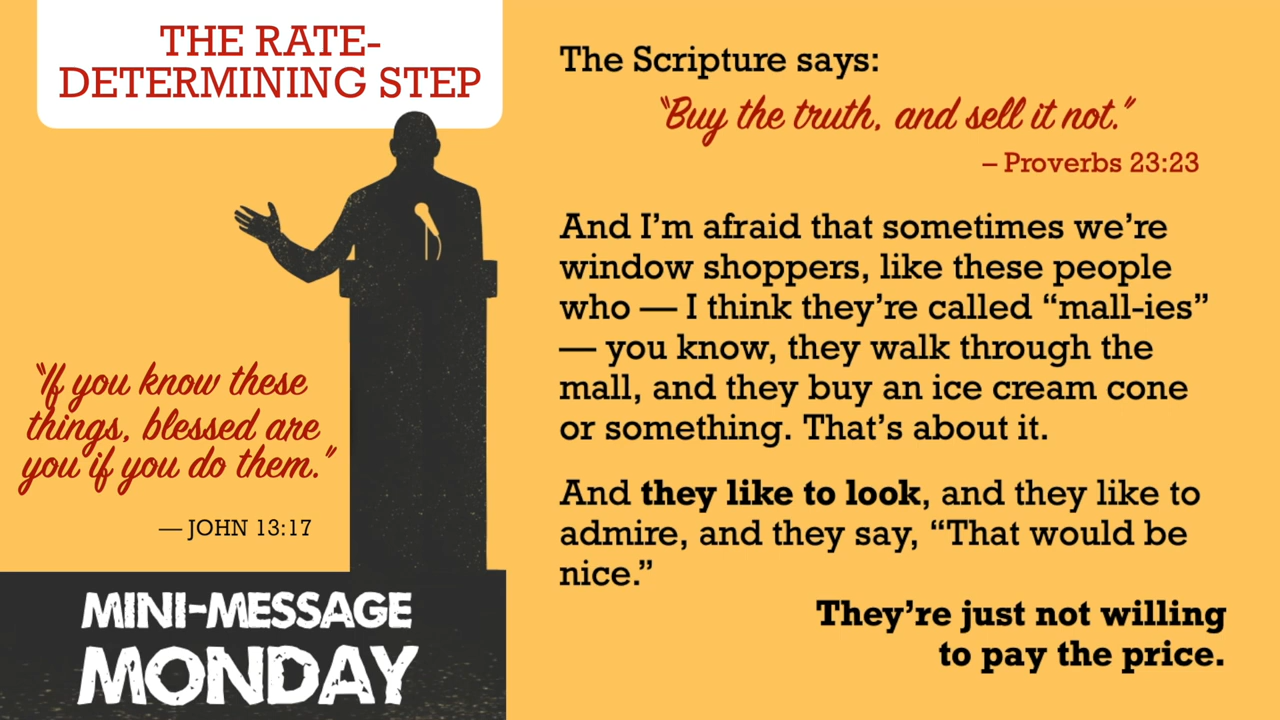 THE RATE-
DETERMINING STEP
“If you know these
things, blessed are
you if you do them.”
— JOHN 13:17
MINI-MESSAGE
MONDAY
The Scripture says:
“Buy the truth, and sell it not.”
– Proverbs 23:23
And I’m afraid that sometimes we’re
window shoppers, like these people
who — I think they’re called “mall-ies”
— you know, they walk through the
mall, and they buy an ice cream cone
or something. That’s about it.
And they like to look, and they like to
admire, and they say, “That would be
nice.”
They’re just not willing
to pay the price.